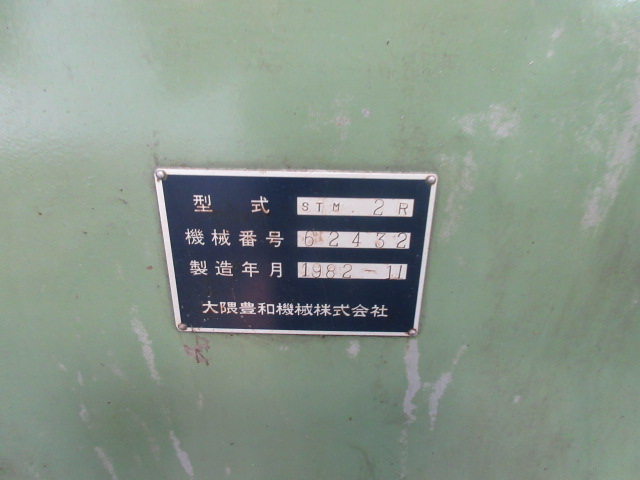 型式 STM.2R
機械番号 62432
製造年月 1982-11
大隈豊和機械株式会社